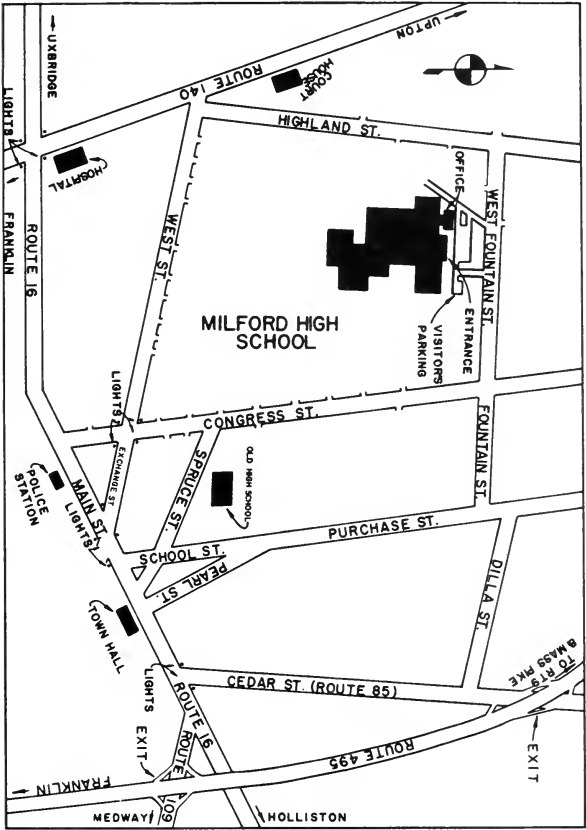 UXBRIDGE
UPTON
ROUTE 140
COURT
HOUSE
LIGHTS
HOSPITAL
FRANKLIN
ROUTE 16
HIGHLAND ST.
OFFICE
WEST FOUNTAIN ST.
WEST ST.
MILFORD HIGH
SCHOOL
VISITOR'S
PARKING
ENTRANCE
LIGHTS
CONGRESS ST.
EXCHANGE ST.
SPRUCE ST.
OLD HIGH SCHOOL
FOUNTAIN ST.
MAIN ST.
POLICE
STATION
LIGHTS
SCHOOL ST.
PURCHASE ST.
PEARL ST.
DILLA ST.
TOWN HALL
TO RT 9
& MASS PIKE
LIGHTS
CEDAR ST. (ROUTE 85)
ROUTE 16
EXIT
EXIT
ROUTE 495
ROUTE 109
FRANKLIN
MEDWAY
HOLLISTON